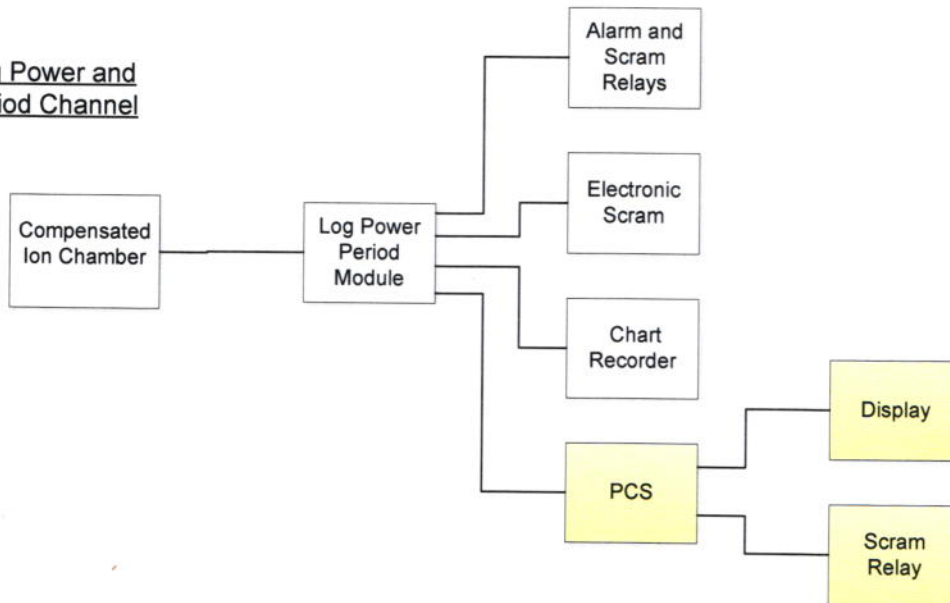 Power and
Channel
Alarm and
Scram
Relays
Electronic
Scram
Compensated
Ion Chamber
Log Power
Period
Module
Chart
Recorder
Display
PCS
Scram
Relay